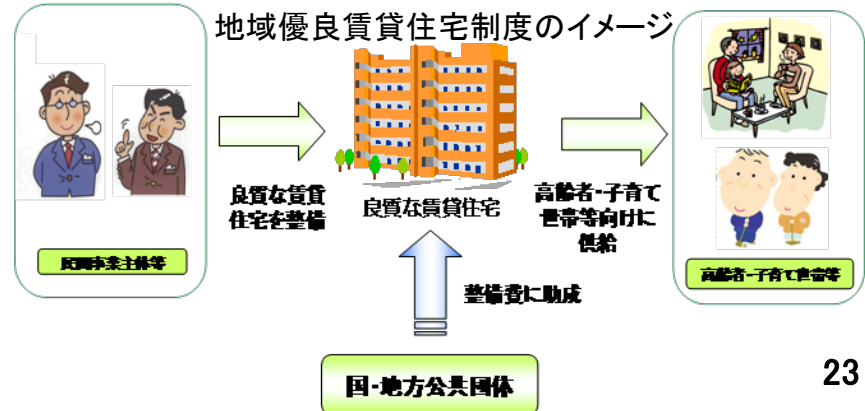 地域優良賃貸住宅制度のイメージ
良質な賃貸
住宅を整備
良質な賃貸住宅
高齢者・子育て
世帯等向けに
供給
民間事業主体等
高齢者・子育て世帯等
整備費に助成
国・地方公共団体
23